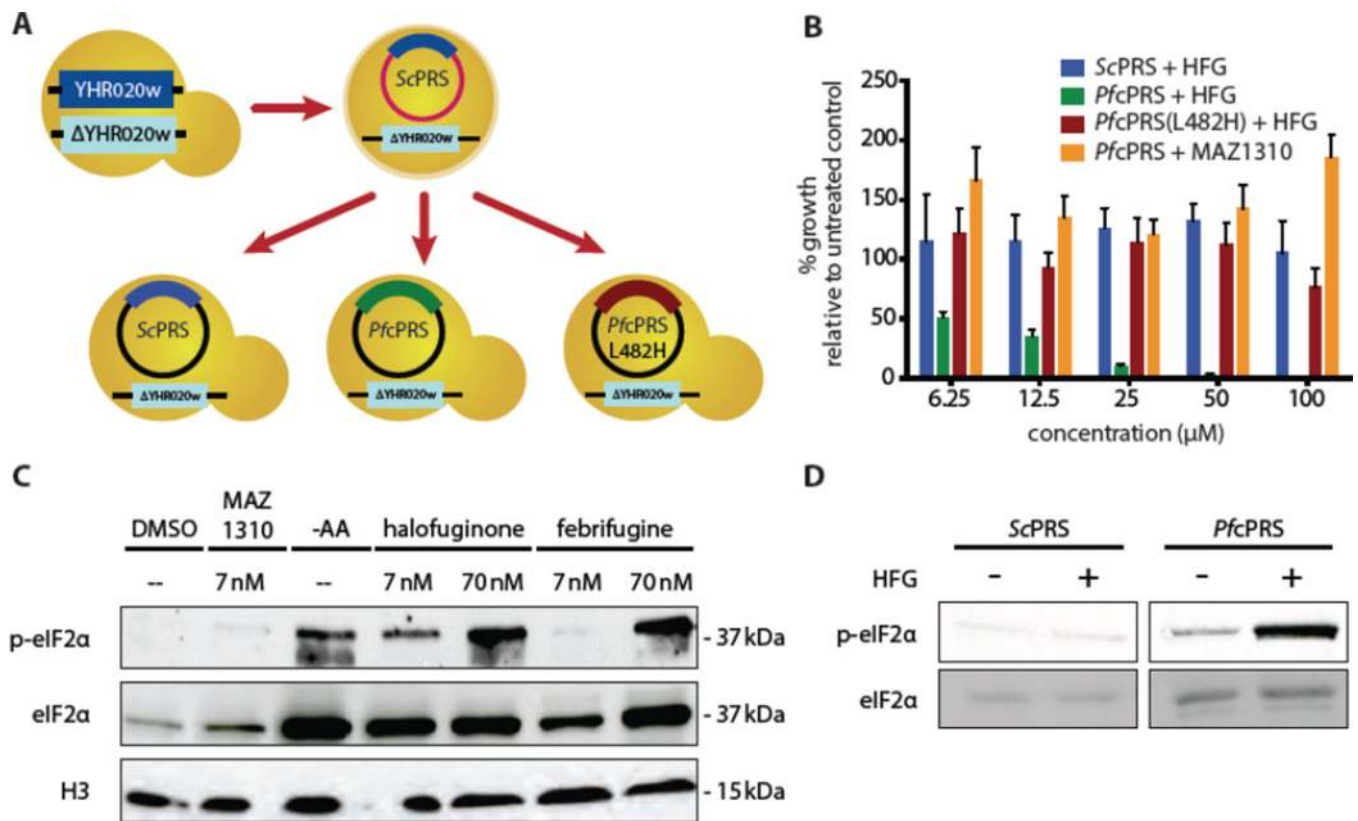 A
YHR020w
ΔYHR020w
ScPRS
ΔYHR020w
ScPRS
ΔYHR020w
PfcPRS
ΔYHR020w
PfcPRS
L482H
ΔYHR020w
B
% growth
relative to untreated control
250
200
150
100
50
0
ScPRS + HFG
PfcPRS + HFG
PfcPRS(L482H) + HFG
PfcPRS + MAZ1310
6.25 12.5 25 50 100
concentration (μM)
C
DMSO MAZ 1310 -AA halofuginone febrifugine
-- 7 nM -- 7 nM 70 nM 7 nM 70 nM
p-eIF2α - 37 kDa
eIF2α - 37 kDa
H3 - 15 kDa
D
ScPRS PfcPRS
HFG - + - +
p-eIF2α
eIF2α